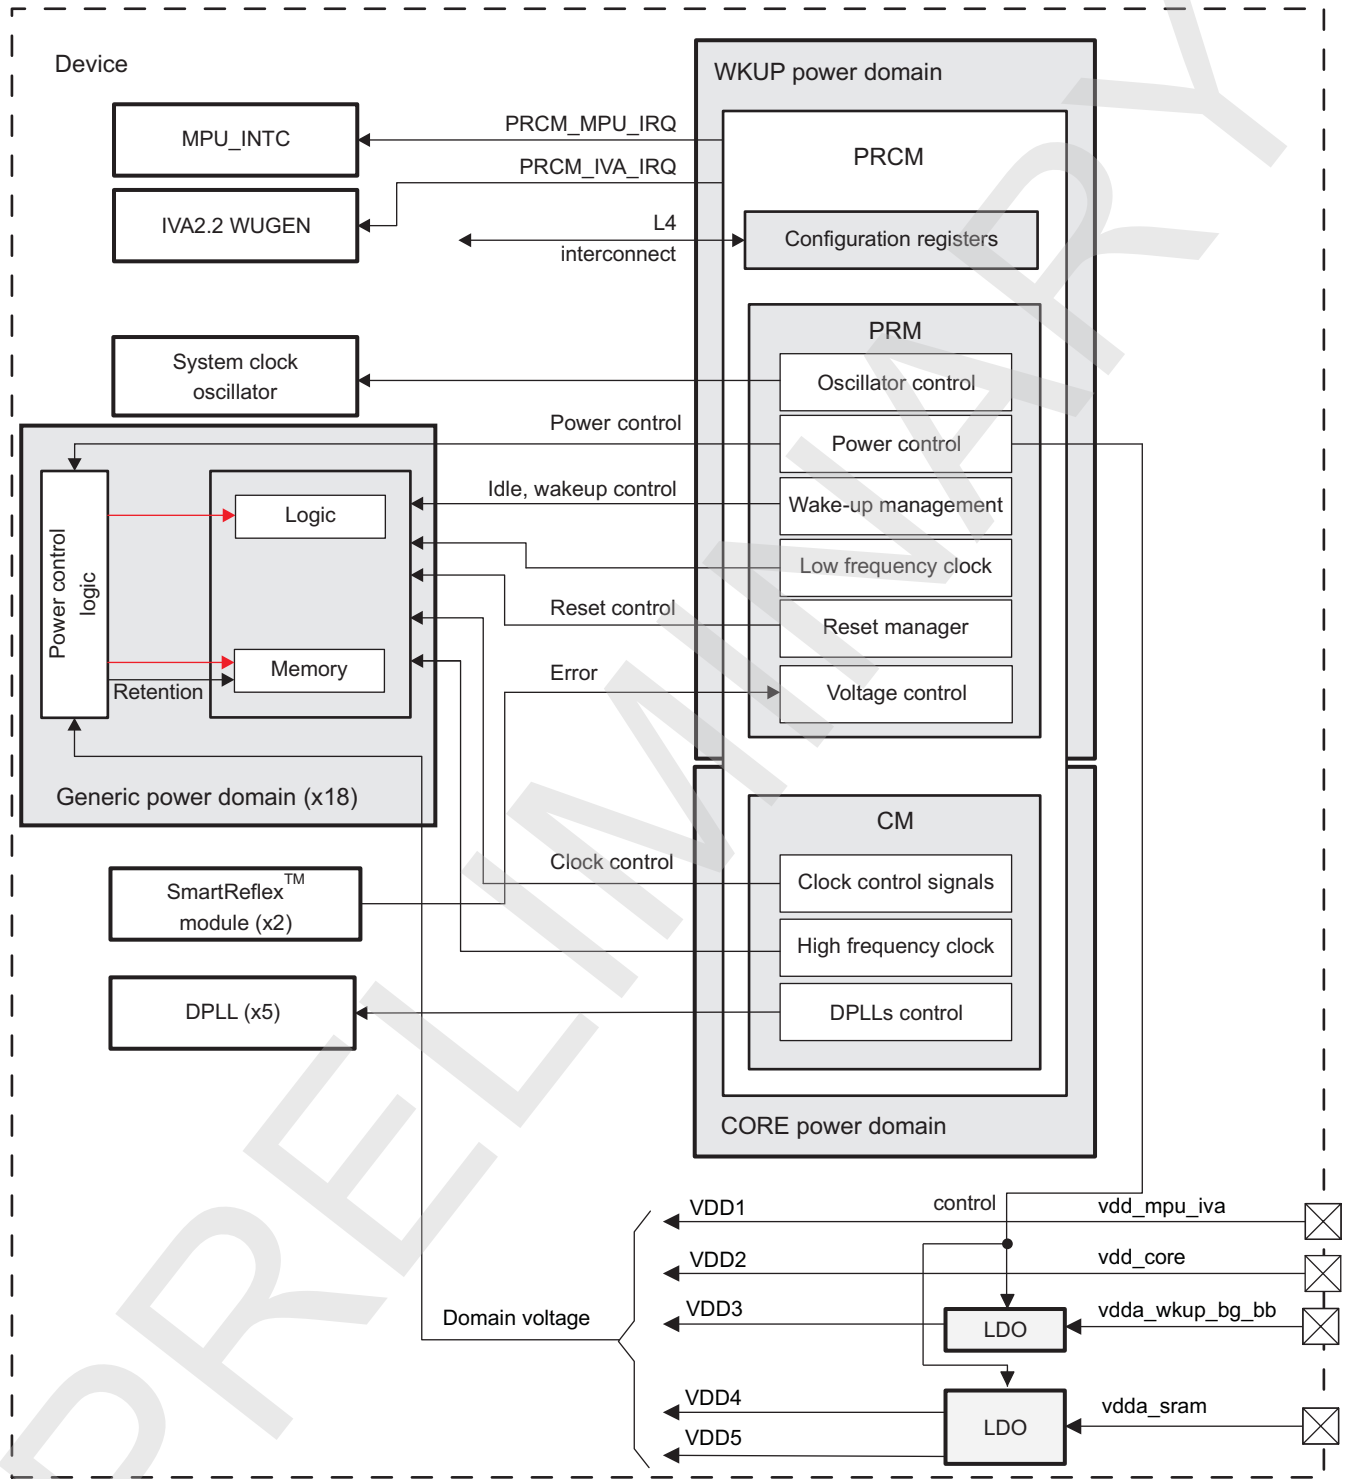 Device
WKUP power domain
MPU_INTC
PRCM_MPU_IRQ
PRCM
PRCM_IVA_IRQ
IVA2.2 WUGEN
L4
interconnect
Configuration registers
PRM
System clock
oscillator
Oscillator control
Power control
Power control
Idle, wakeup control
Wake-up management
Logic
Low frequency clock
Power control
logic
Reset control
Reset manager
Memory
Error
Retention
Voltage control
Generic power domain (x18)
CM
Clock control
Clock control signals
SmartReflex™
module (x2)
High frequency clock
DPLL (x5)
DPLLs control
CORE power domain
VDD1
control
vdd_mpu_iva
VDD2
vdd_core
VDD3
vdda_wkup_bg_bb
Domain voltage
LDO
VDD4
vdda_sram
LDO
VDD5
PRELIMINARY